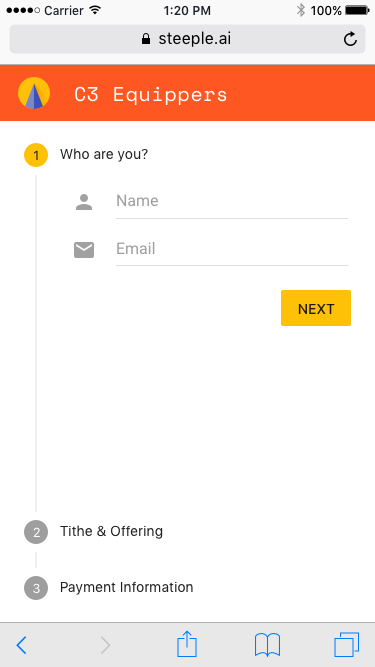 Carrier 1:20 PM 100%
steeple.ai
C3 Equippers
1 Who are you?
Name
Email
NEXT
2 Tithe & Offering
3 Payment Information